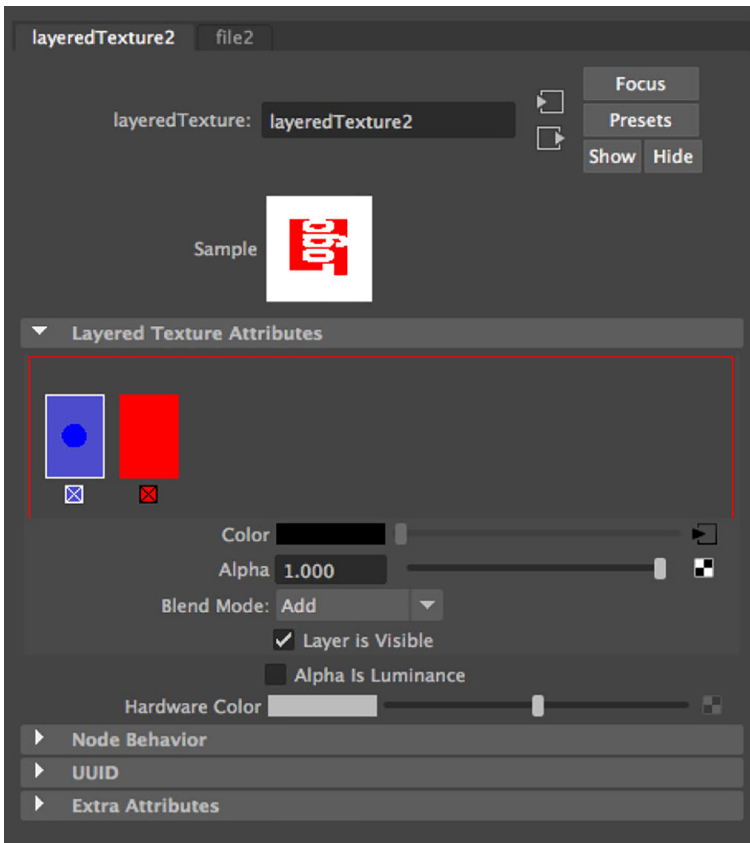 layeredTexture2 file2
Focus
layeredTexture: layeredTexture2 Presets
Show Hide
Sample
Logo
Layered Texture Attributes
Color
Alpha 1.000
Blend Mode: Add
Layer is Visible
Alpha Is Luminance
Hardware Color
Node Behavior
UUID
Extra Attributes